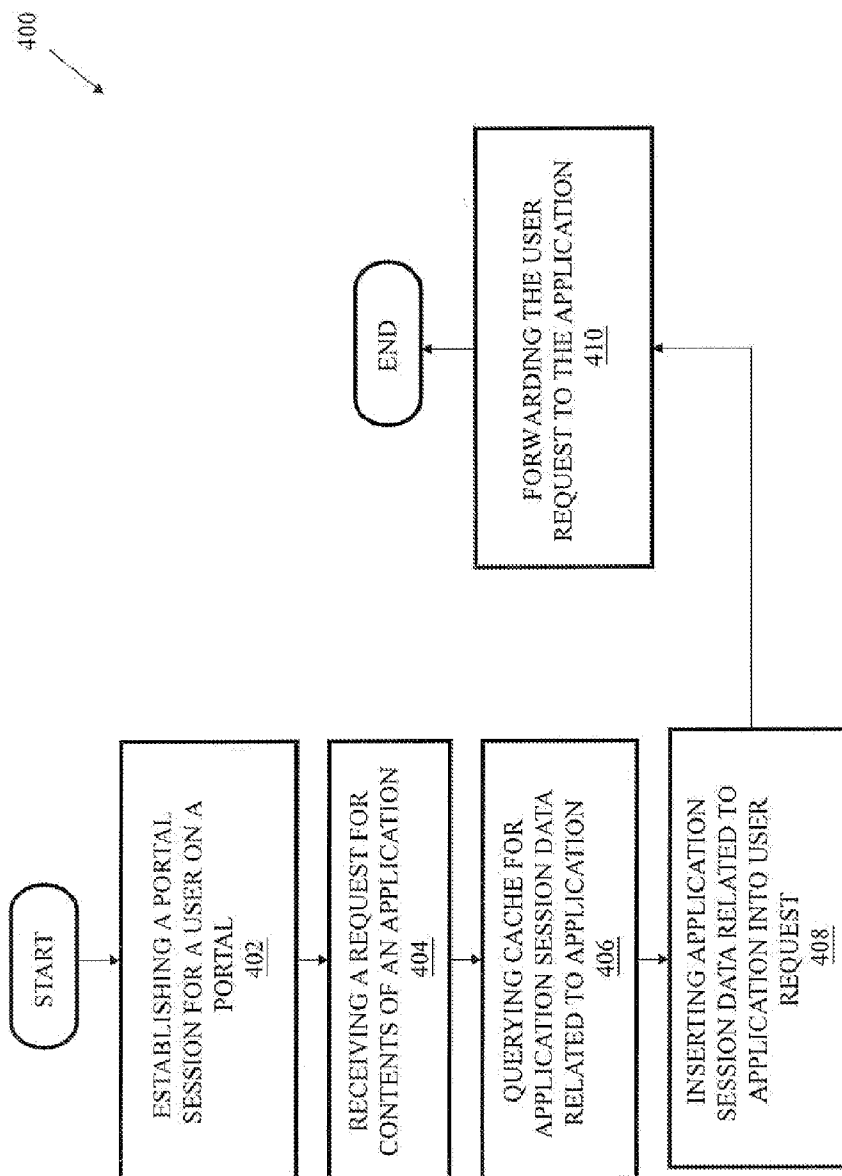 400
START
ESTABLISHING A PORTAL
SESSION FOR A USER ON A
PORTAL
402
RECEIVING A REQUEST FOR
CONTENTS OF AN APPLICATION
404
QUERYING CACHE FOR
APPLICATION SESSION DATA
RELATED TO APPLICATION
406
INSERTING APPLICATION
SESSION DATA RELATED TO
APPLICATION INTO USER
REQUEST
408
FORWARDING THE USER
REQUEST TO THE APPLICATION
410
END